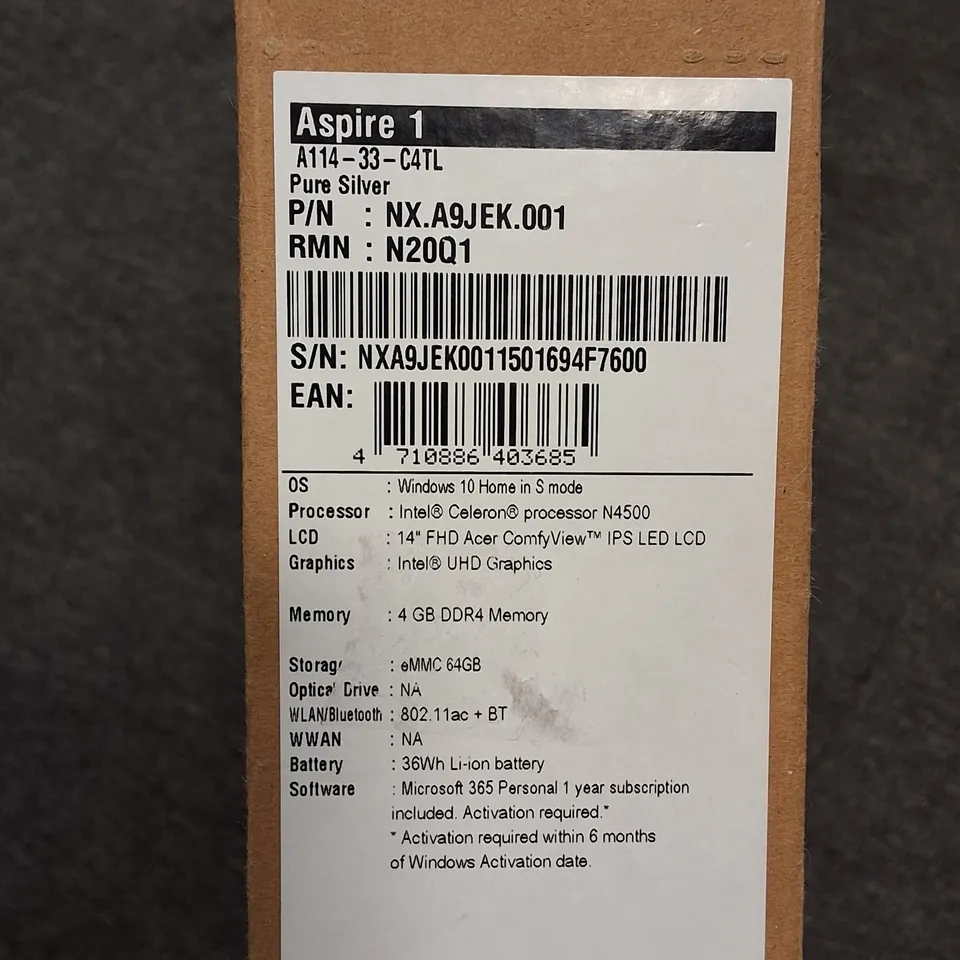 Aspire 1
A114-33-C4TL
Pure Silver
P/N : NX.A9JEK.001
RMN : N20Q1
S/N: NXA9JEK0011501694F7600
EAN:
4 710886 403685
OS : Windows 10 Home in S mode
Processor : Intel® Celeron® processor N4500
LCD : 14" FHD Acer ComfyView™ IPS LED LCD
Graphics : Intel® UHD Graphics
Memory : 4 GB DDR4 Memory
Storage : eMMC 64GB
Optical Drive : NA
WLAN/Bluetooth : 802.11ac + BT
WWAN : NA
Battery : 36Wh Li-ion battery
Software : Microsoft 365 Personal 1 year subscription
included. Activation required.*
* Activation required within 6 months
of Windows Activation date.